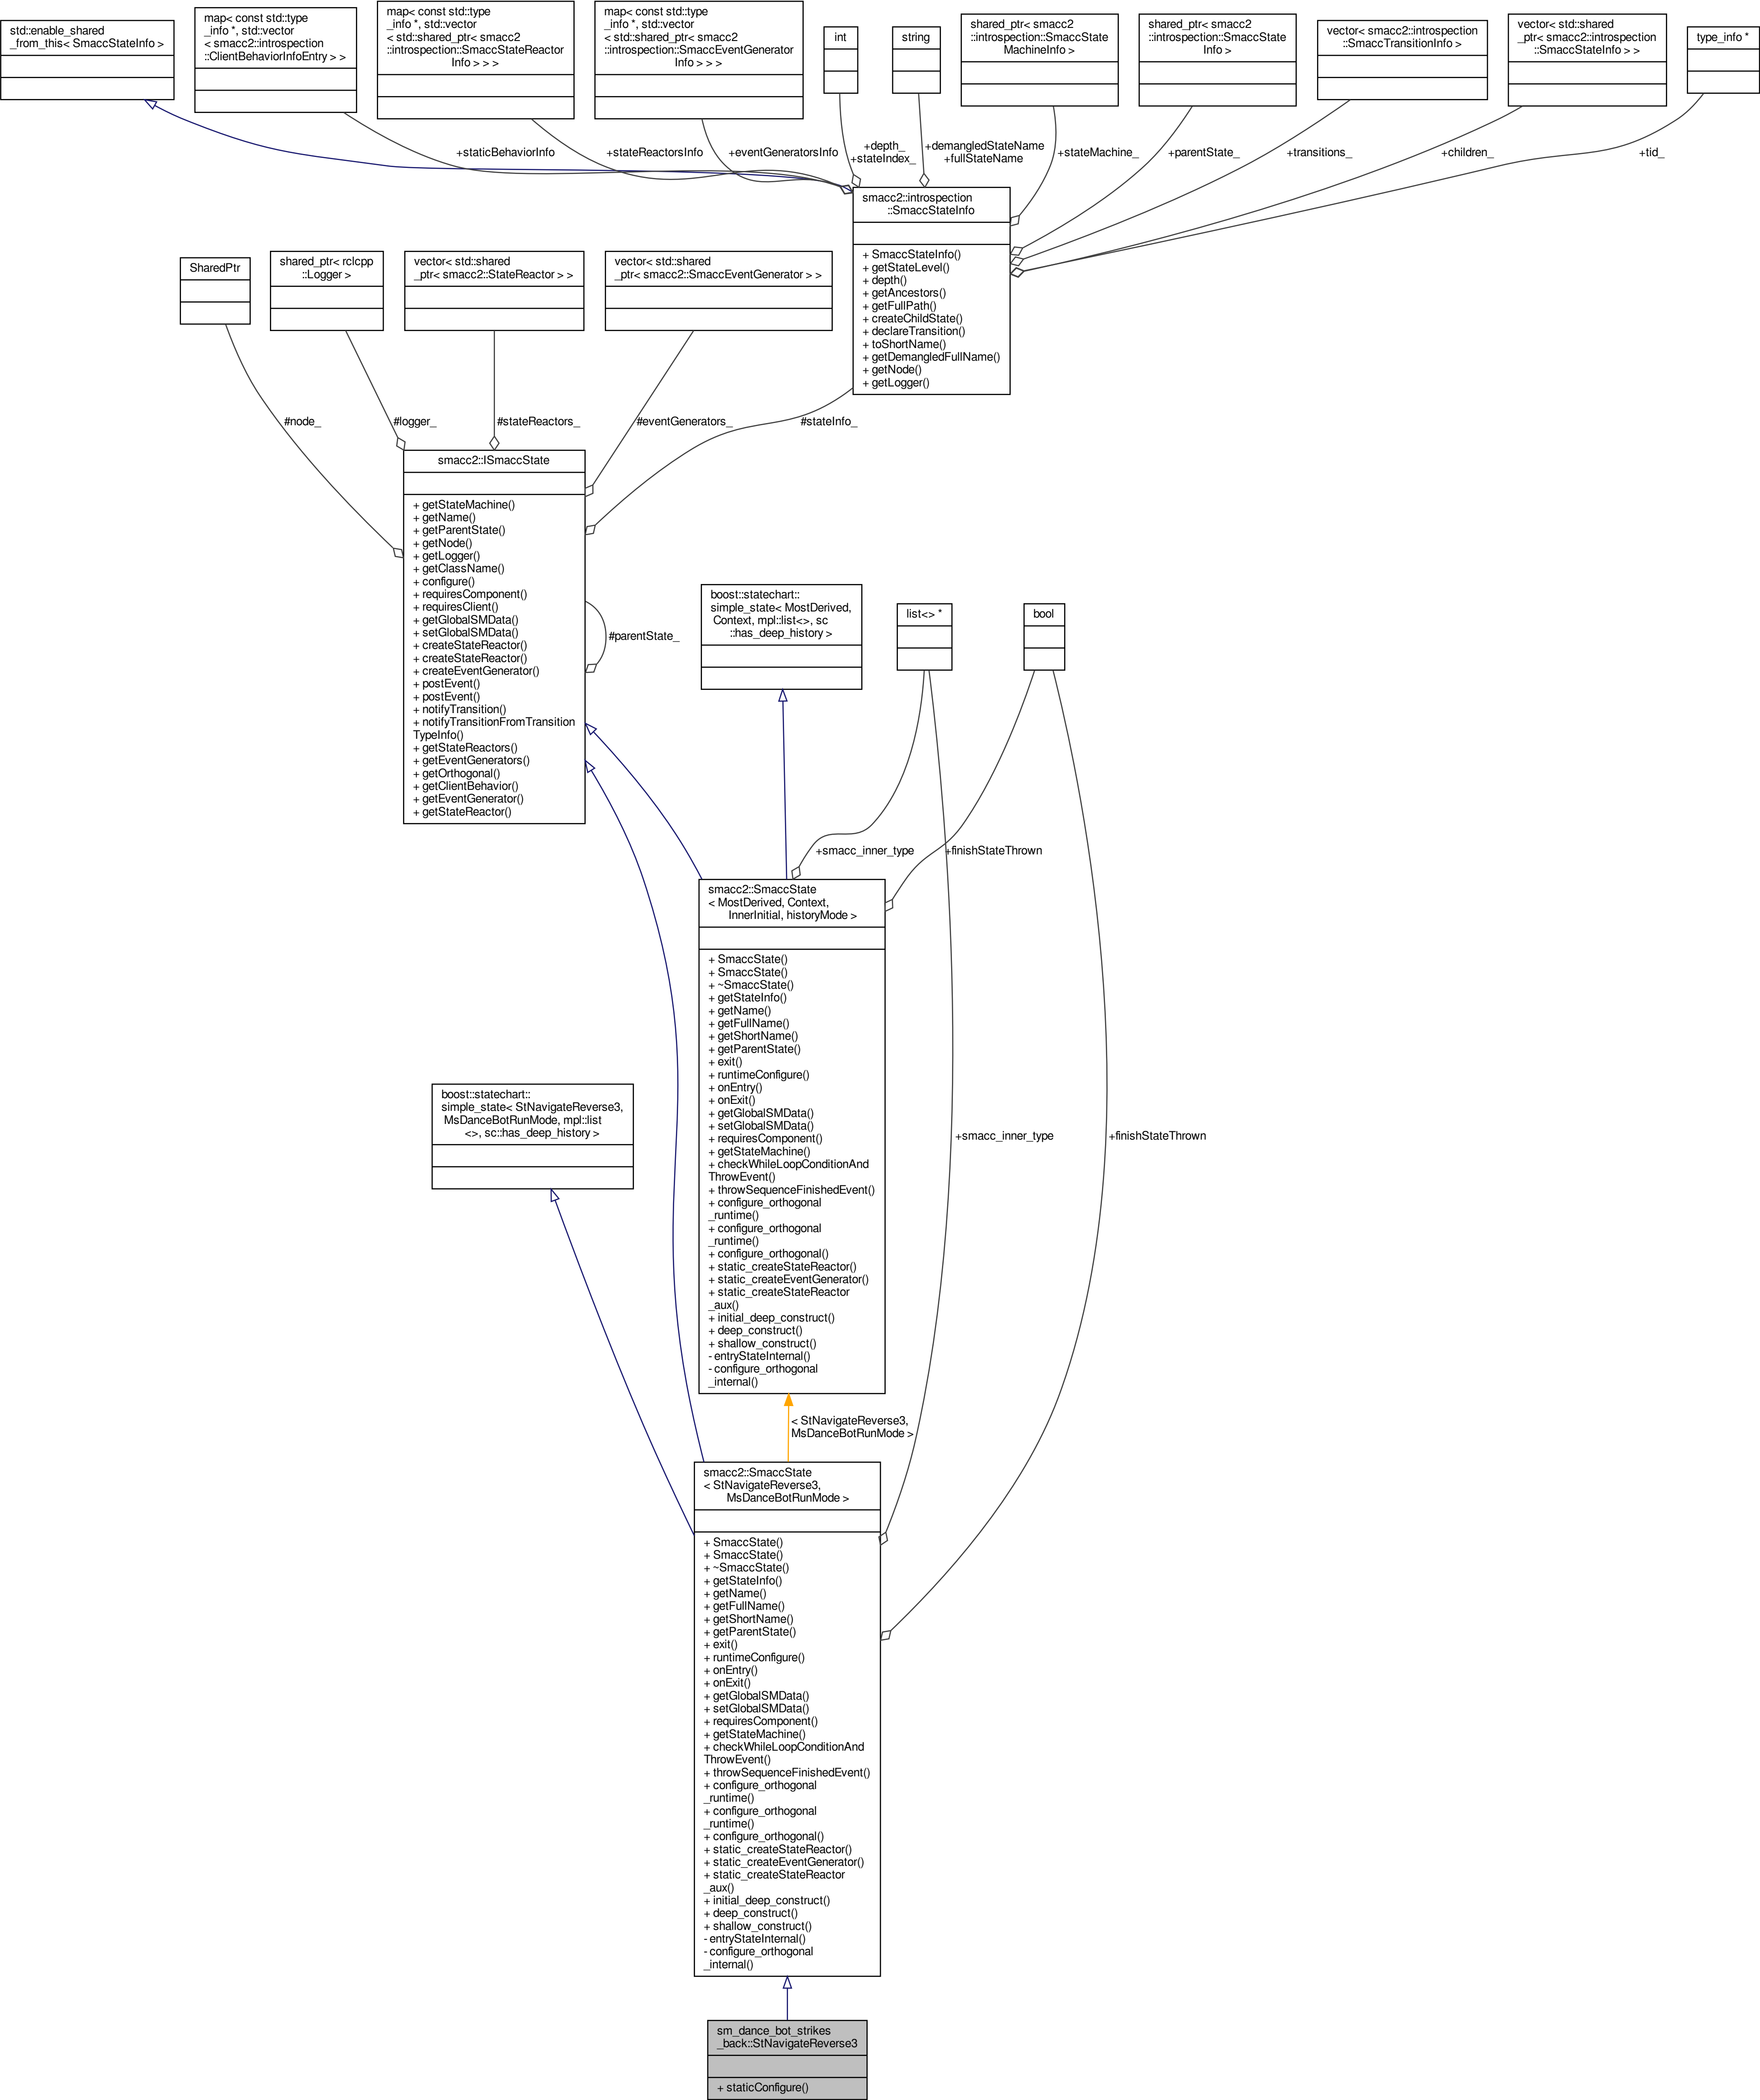 std::enable_shared
_from_this< SmaccStateInfo >
map< const std::type
_info *, std::vector
< smacc2::introspection
::ClientBehaviorInfoEntry > >
map< const std::type
_info *, std::vector
< std::shared_ptr< smacc2
::introspection::SmaccStateReactor
Info > > >
map< const std::type
_info *, std::vector
< std::shared_ptr< smacc2
::introspection::SmaccEventGenerator
Info > > >
int
string
shared_ptr< smacc2
::introspection::SmaccState
MachineInfo >
shared_ptr< smacc2
::introspection::SmaccState
Info >
vector< smacc2::introspection
::SmaccTransitionInfo >
vector< std::shared
_ptr< smacc2::introspection
::SmaccStateInfo > >
type_info *
+staticBehaviorInfo
+stateReactorsInfo
+eventGeneratorsInfo
+depth_
+stateIndex_
+demangledStateName
+fullStateName
+stateMachine_
+parentState_
+transitions_
+children_
+tid_
smacc2::introspection
::SmaccStateInfo
+ SmaccStateInfo()
+ getStateLevel()
+ depth()
+ getAncestors()
+ getFullPath()
+ createChildState()
+ declareTransition()
+ toShortName()
+ getDemangledFullName()
+ getNode()
+ getLogger()
SharedPtr
shared_ptr< rclcpp
::Logger >
vector< std::shared
_ptr< smacc2::StateReactor > >
vector< std::shared
_ptr< smacc2::SmaccEventGenerator > >
#node_
#logger_
#stateReactors_
#eventGenerators_
#stateInfo_
smacc2::ISmaccState
+ getStateMachine()
+ getName()
+ getParentState()
+ getNode()
+ getLogger()
+ getClassName()
+ configure()
+ requiresComponent()
+ requiresClient()
+ getGlobalSMData()
+ setGlobalSMData()
+ createStateReactor()
+ createStateReactor()
+ createEventGenerator()
+ postEvent()
+ postEvent()
+ notifyTransition()
+ notifyTransitionFromTransition
TypeInfo()
+ getStateReactors()
+ getEventGenerators()
+ getOrthogonal()
+ getClientBehavior()
+ getEventGenerator()
+ getStateReactor()
#parentState_
boost::statechart::
simple_state< MostDerived,
Context, mpl::list<>, sc
::has_deep_history >
list<> *
bool
+smacc_inner_type
+finishStateThrown
smacc2::SmaccState
< MostDerived, Context,
InnerInitial, historyMode >
+ SmaccState()
+ SmaccState()
+ ~SmaccState()
+ getStateInfo()
+ getName()
+ getFullName()
+ getShortName()
+ getParentState()
+ exit()
+ runtimeConfigure()
+ onEntry()
+ onExit()
+ getGlobalSMData()
+ setGlobalSMData()
+ requiresComponent()
+ getStateMachine()
+ checkWhileLoopConditionAnd
ThrowEvent()
+ throwSequenceFinishedEvent()
+ configure_orthogonal
_runtime()
+ configure_orthogonal
_runtime()
+ configure_orthogonal()
+ static_createStateReactor()
+ static_createEventGenerator()
+ static_createStateReactor
_aux()
+ initial_deep_construct()
+ deep_construct()
+ shallow_construct()
- entryStateInternal()
- configure_orthogonal
_internal()
boost::statechart::
simple_state< StNavigateReverse3,
MsDanceBotRunMode, mpl::list
<>, sc::has_deep_history >
+smacc_inner_type
+finishStateThrown
< StNavigateReverse3,
MsDanceBotRunMode >
smacc2::SmaccState
< StNavigateReverse3,
MsDanceBotRunMode >
+ SmaccState()
+ SmaccState()
+ ~SmaccState()
+ getStateInfo()
+ getName()
+ getFullName()
+ getShortName()
+ getParentState()
+ exit()
+ runtimeConfigure()
+ onEntry()
+ onExit()
+ getGlobalSMData()
+ setGlobalSMData()
+ requiresComponent()
+ getStateMachine()
+ checkWhileLoopConditionAnd
ThrowEvent()
+ throwSequenceFinishedEvent()
+ configure_orthogonal
_runtime()
+ configure_orthogonal
_runtime()
+ configure_orthogonal()
+ static_createStateReactor()
+ static_createEventGenerator()
+ static_createStateReactor
_aux()
+ initial_deep_construct()
+ deep_construct()
+ shallow_construct()
- entryStateInternal()
- configure_orthogonal
_internal()
sm_dance_bot_strikes
_back::StNavigateReverse3
+ staticConfigure()